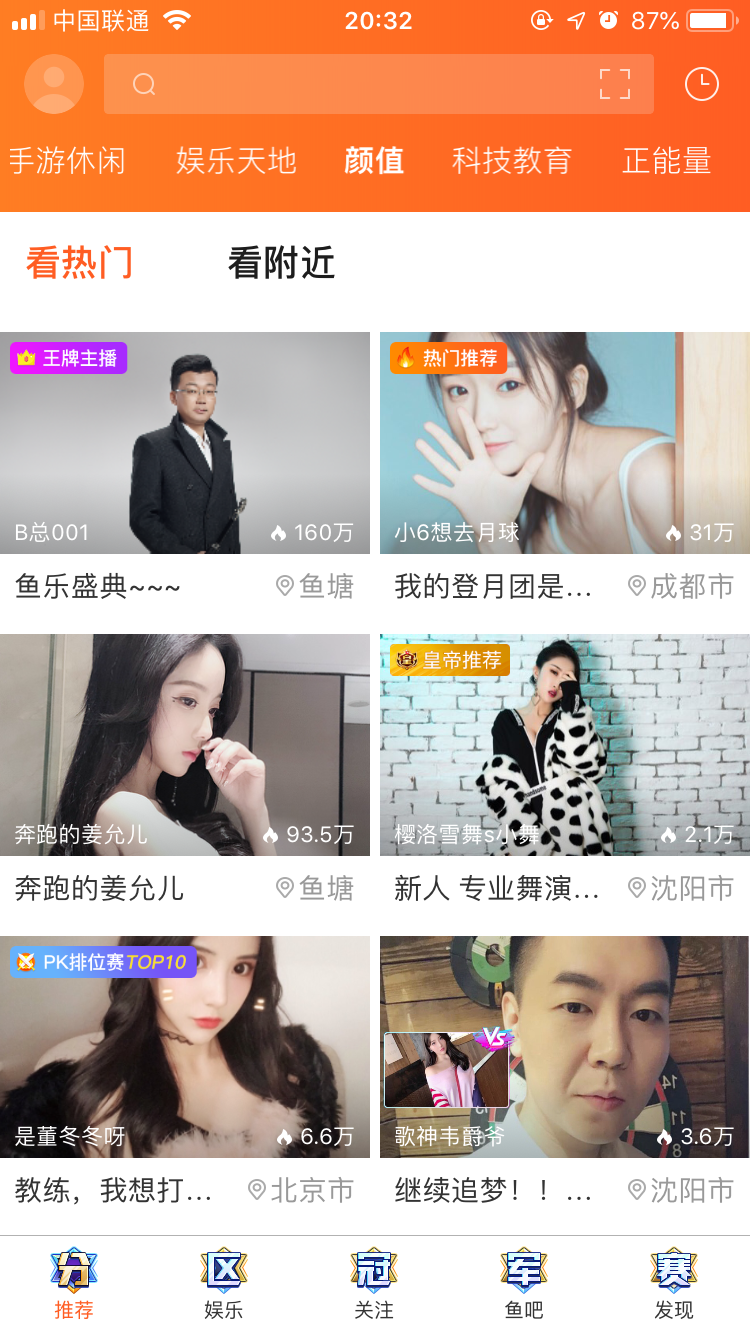 中国联通 20:32 87%
手游休闲 娱乐天地 颜值 科技教育 正能量
看热门 看附近
王牌主播
B总001 160万
鱼乐盛典~~~ 鱼塘
热门推荐
小6想去月球 31万
我的登月团是... 成都市
奔跑的姜允儿 93.5万
奔跑的姜允儿 鱼塘
皇帝推荐
樱洛雪舞s小舞 2.1万
新人 专业舞演... 沈阳市
PK排位赛TOP10
是董冬冬呀 6.6万
教练，我想打... 北京市
VS
歌神韦爵爷 3.6万
继续追梦！！... 沈阳市
分 区 冠 军 赛
推荐 娱乐 关注 鱼吧 发现